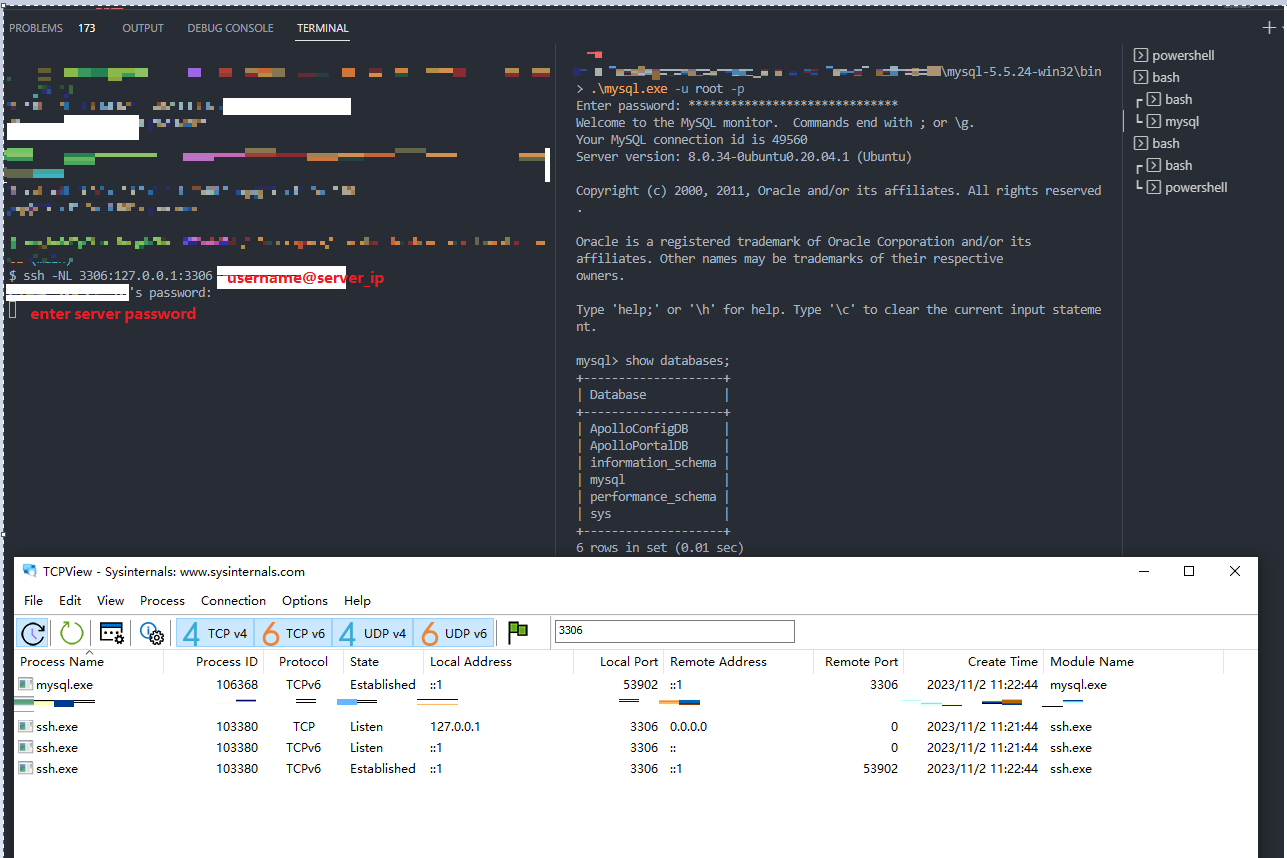 PROBLEMS 173 OUTPUT DEBUG CONSOLE TERMINAL
$ ssh -NL 3306:127.0.0.1:3306 username@server_ip
's password:
enter server password
\mysql-5.5.24-win32\bin
> .\mysql.exe -u root -p
Enter password: ******************************
Welcome to the MySQL monitor.  Commands end with ; or \g.
Your MySQL connection id is 49560
Server version: 8.0.34-0ubuntu0.20.04.1 (Ubuntu)
Copyright (c) 2000, 2011, Oracle and/or its affiliates. All rights reserved
.
Oracle is a registered trademark of Oracle Corporation and/or its
affiliates. Other names may be trademarks of their respective
owners.
Type 'help;' or '\h' for help. Type '\c' to clear the current input stateme
nt.
mysql> show databases;
+--------------------+
| Database           |
+--------------------+
| ApolloConfigDB     |
| ApolloPortalDB     |
| information_schema |
| mysql              |
| performance_schema |
| sys                |
+--------------------+
6 rows in set (0.01 sec)
powershell
bash
bash
mysql
bash
bash
powershell
TCPView - Sysinternals: www.sysinternals.com
File Edit View Process Connection Options Help
4 TCP v4 6 TCP v6 4 UDP v4 6 UDP v6 3306
Process Name Process ID Protocol State Local Address Local Port Remote Address Remote Port Create Time Module Name
mysql.exe 106368 TCPv6 Established ::1 53902 ::1 3306 2023/11/2 11:22:44 mysql.exe
ssh.exe 103380 TCP Listen 127.0.0.1 3306 0.0.0.0 0 2023/11/2 11:21:44 ssh.exe
ssh.exe 103380 TCPv6 Listen ::1 3306 :: 0 2023/11/2 11:21:44 ssh.exe
ssh.exe 103380 TCPv6 Established ::1 3306 ::1 53902 2023/11/2 11:22:44 ssh.exe